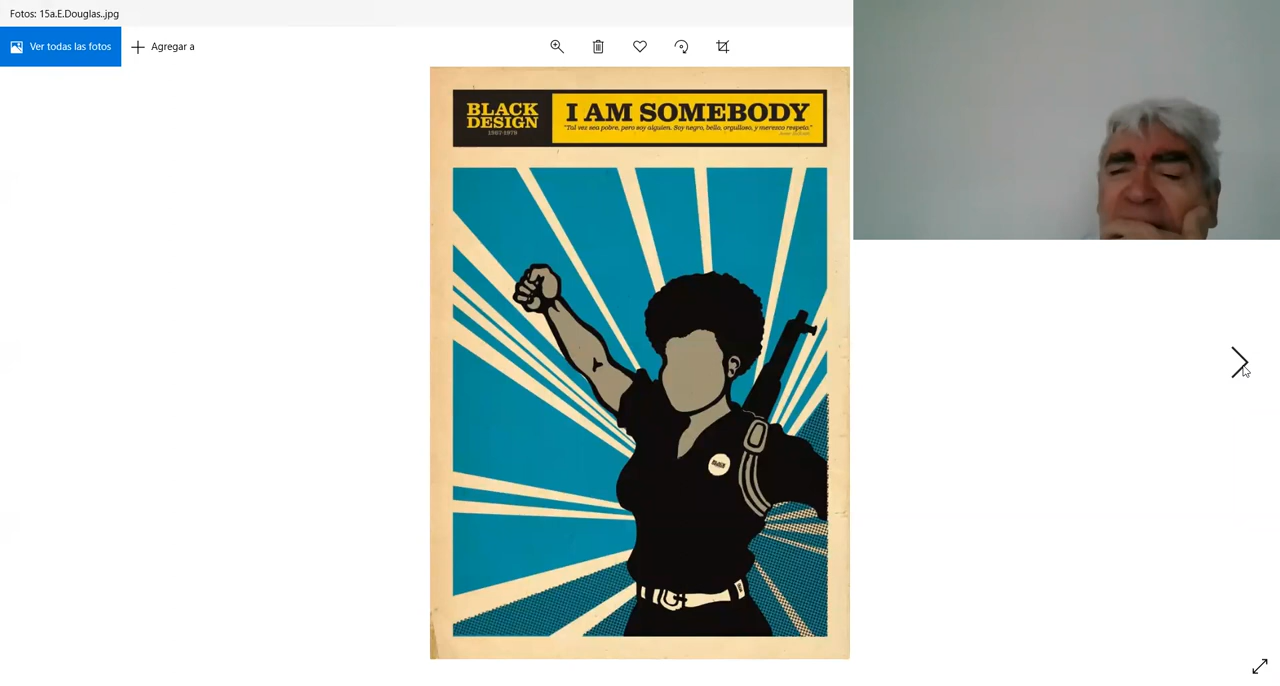 Fotos: 15a.E.Douglas..jpg
Ver todas las fotos
Agregar a
BLACK
DESIGN
1967-1979
I AM SOMEBODY
"Tal vez sea pobre, pero soy alguien. Soy negro, bello, orgulloso, y merezco respeto."